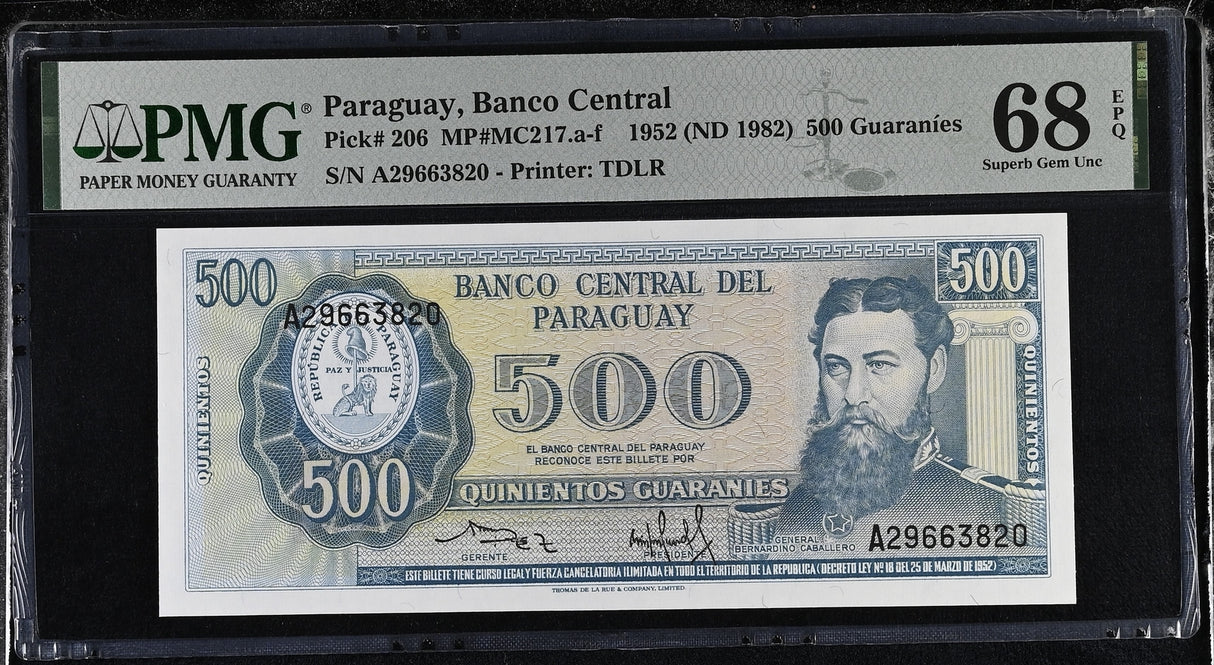 PMG®
PAPER MONEY GUARANTY
Paraguay, Banco Central
Pick# 206 MP#MC217.a-f 1952 (ND 1982) 500 Guaraníes
S/N A29663820 - Printer: TDLR
68
Superb Gem Unc
EPQ
500
A29663820
BANCO CENTRAL DEL
PARAGUAY
500
REPÚBLICA PARAGUAY
PAZ Y JUSTICIA
500
QUINIENTOS
QUINIENTOS
EL BANCO CENTRAL DEL PARAGUAY
RECONOCE ESTE BILLETE POR
500
QUINIENTOS GUARANIES
GERENTE
PRESIDENTE
GENERAL
BERNARDINO CABALLERO
A29663820
ESTE BILLETE TIENE CURSO LEGAL Y FUERZA CANCELATORIA ILIMITADA EN TODO EL TERRITORIO DE LA REPUBLICA (DECRETO LEY Nº 18 DEL 25 DE MARZO DE 1952)
THOMAS DE LA RUE & COMPANY, LIMITED.